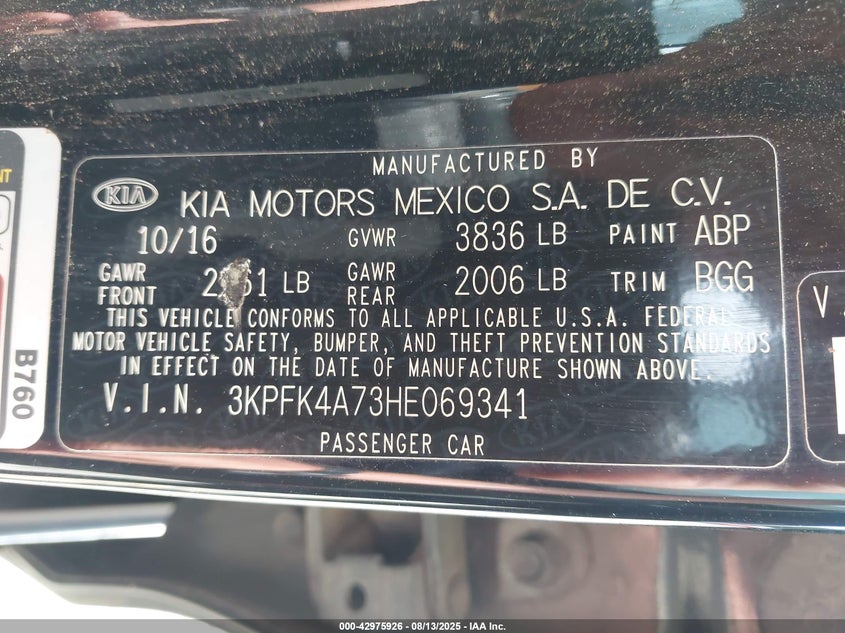 MANUFACTURED BY
KIA KIA MOTORS MEXICO S.A. DE C.V.
10/16 GVWR 3836 LB PAINT ABP
GAWR FRONT LB GAWR REAR 2006 LB TRIM BGG
THIS VEHICLE CONFORMS TO ALL APPLICABLE U.S.A. FEDERAL
MOTOR VEHICLE SAFETY, BUMPER, AND THEFT PREVENTION STANDARDS
IN EFFECT ON THE DATE OF MANUFACTURE SHOWN ABOVE.
V.I.N. 3KPFK4A73HE069341
PASSENGER CAR
B760
000-42975926 - 08/13/2025 - IAA Inc.